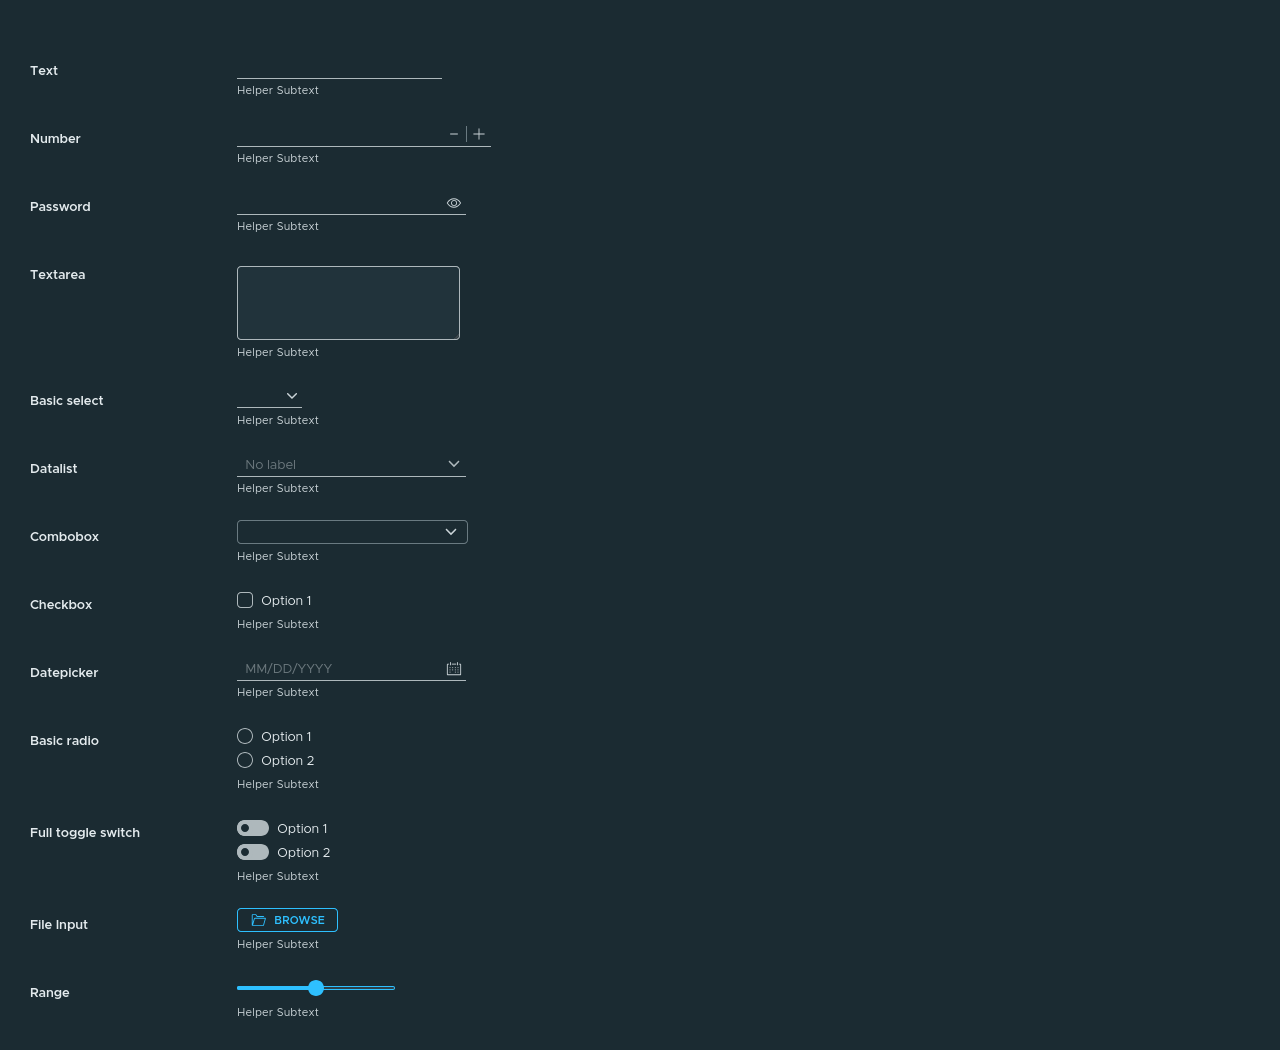 Text
Helper Subtext
Number
Helper Subtext
Password
Helper Subtext
Textarea
Helper Subtext
Basic select
Helper Subtext
Datalist
No label
Helper Subtext
Combobox
Helper Subtext
Checkbox
Option 1
Helper Subtext
Datepicker
MM/DD/YYYY
Helper Subtext
Basic radio
Option 1
Option 2
Helper Subtext
Full toggle switch
Option 1
Option 2
Helper Subtext
File Input
BROWSE
Helper Subtext
Range
Helper Subtext